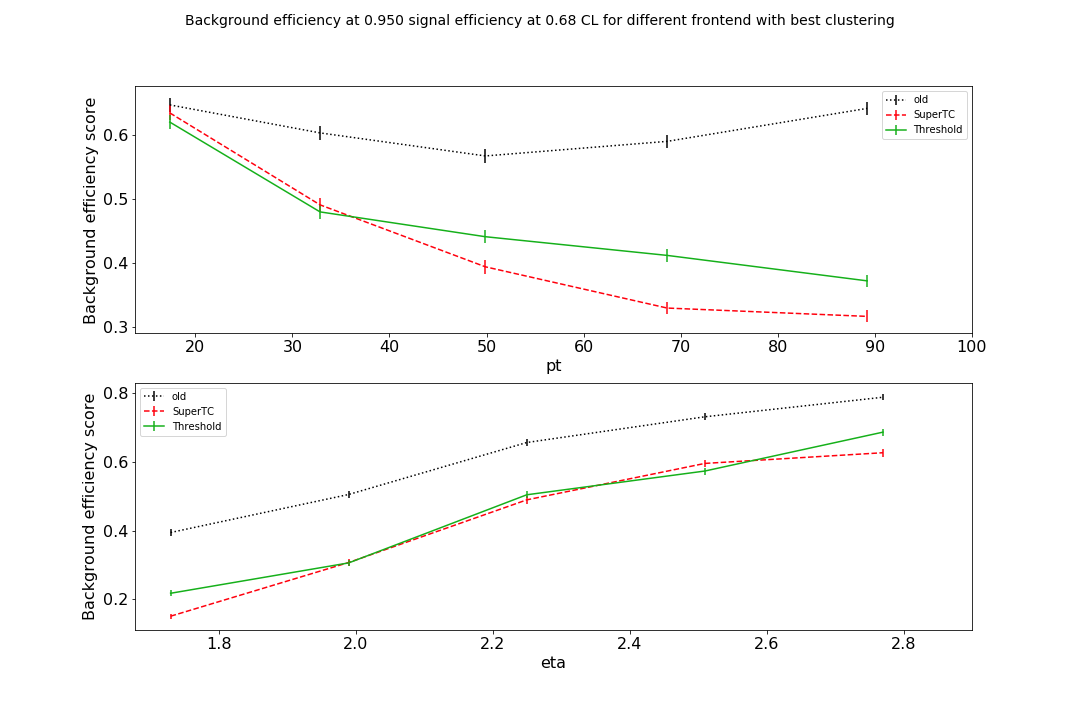 Background efficiency at 0.950 signal efficiency at 0.68 CL for different frontend with best clustering
Background efficiency score
0.6
0.5
0.4
0.3
old
SuperTC
Threshold
20 30 40 50 60 70 80 90 100
pt
Background efficiency score
0.8
0.6
0.4
0.2
old
SuperTC
Threshold
1.8 2.0 2.2 2.4 2.6 2.8
eta